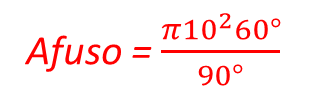 Afuso = π10²60° / 90°